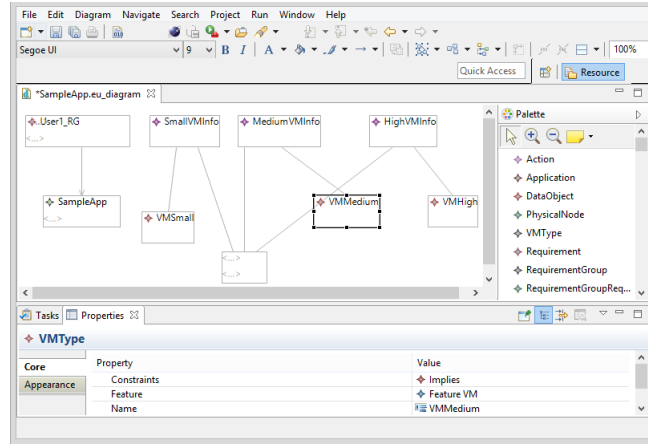 File Edit Diagram Navigate Search Project Run Window Help
Segoe UI 9 B I A 100%
Quick Access Resource
*SampleApp.eu_diagram
User1_RG SmallVMInfo MediumVMInfo HighVMInfo
<...>
SampleApp
<...>
VMSmall
VMMedium
VMHigh
<...>
<...>
Palette
Action
Application
DataObject
PhysicalNode
VMType
Requirement
RequirementGroup
RequirementGroupReq...
Tasks Properties
VMType
Core
Appearance
Property Value
Constraints Implies
Feature Feature VM
Name VMMedium